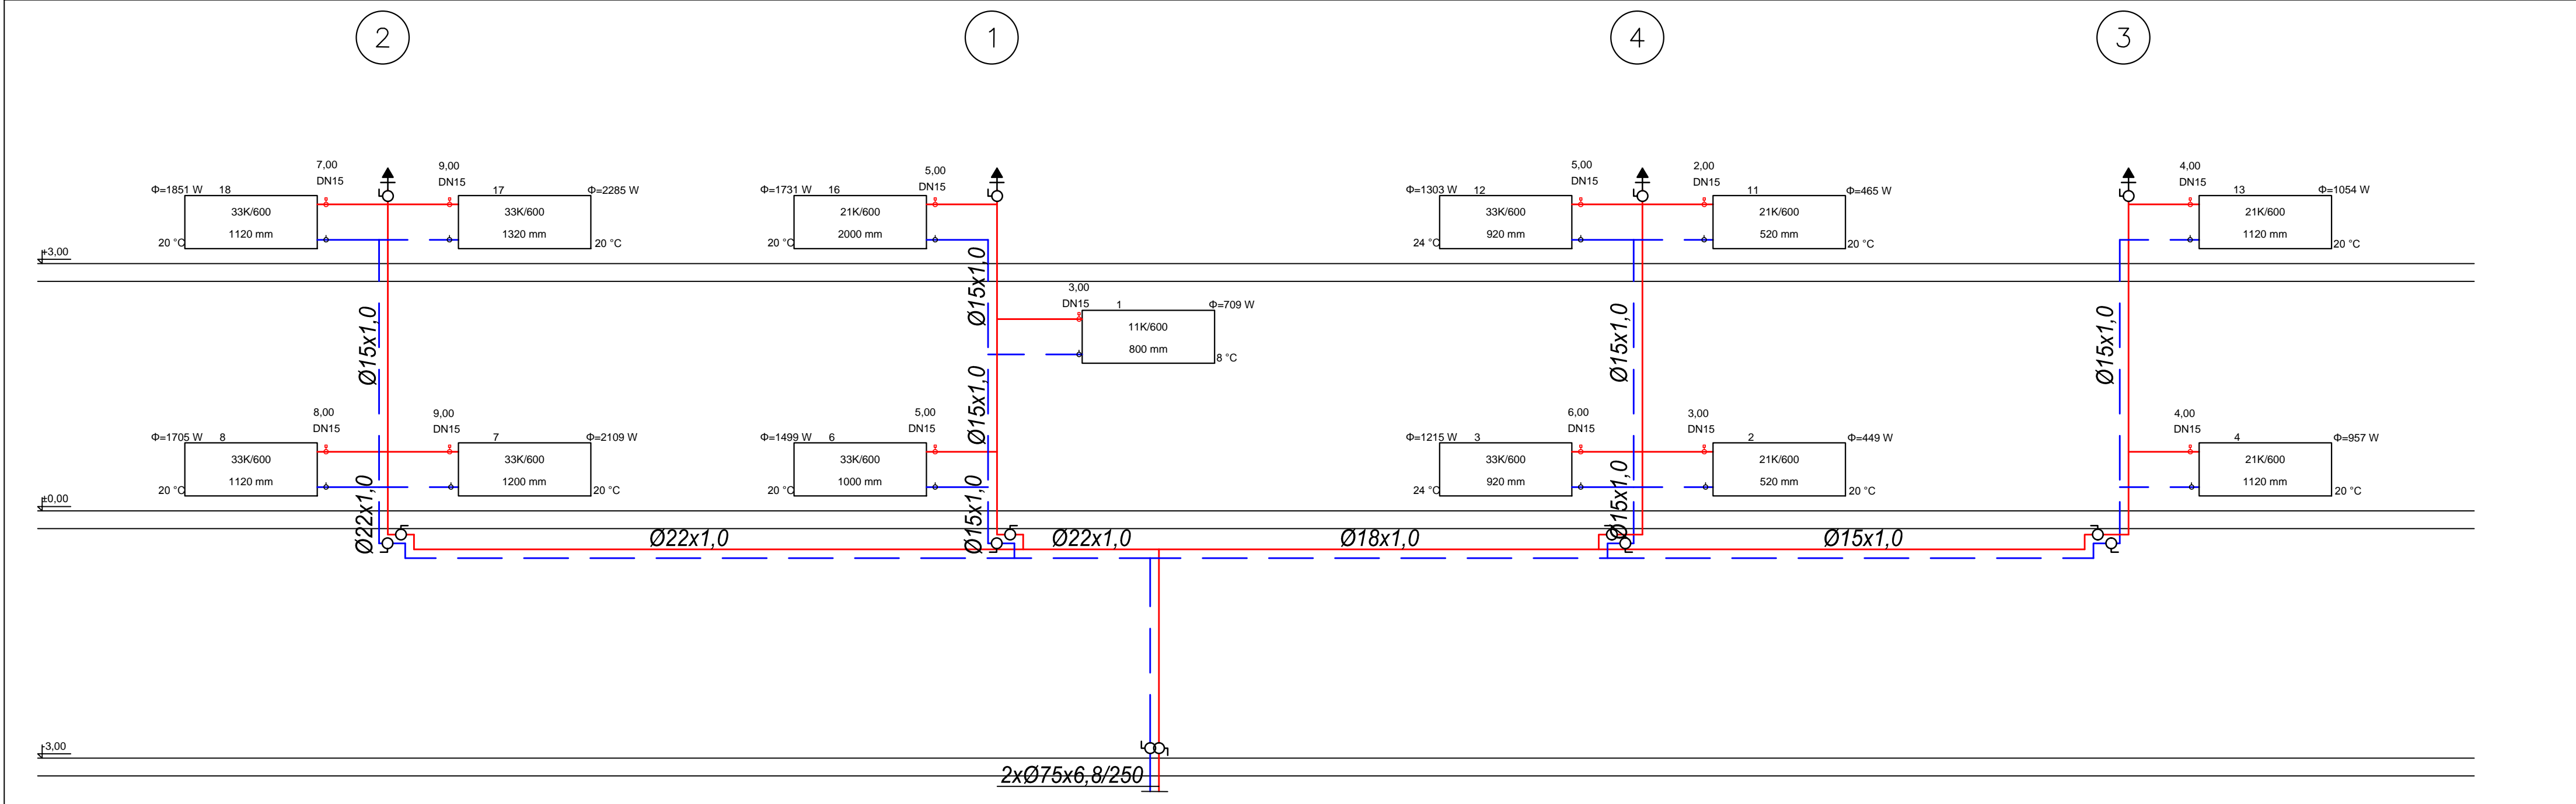 2
1
4
3
7,00
DN15
9,00
DN15
Φ=1851 W 18
33K/600
1120 mm
20 °C
17
Φ=2285 W
33K/600
1320 mm
20 °C
5,00
DN15
Φ=1731 W 16
21K/600
2000 mm
20 °C
5,00
DN15
2,00
DN15
Φ=1303 W 12
33K/600
920 mm
24 °C
11
Φ=465 W
21K/600
520 mm
20 °C
4,00
DN15
13
Φ=1054 W
21K/600
1120 mm
20 °C
+3,00
Ø15x1,0
Ø15x1,0
3,00
DN15
1
Φ=709 W
11K/600
800 mm
8 °C
Ø15x1,0
Ø15x1,0
Ø15x1,0
8,00
DN15
9,00
DN15
Φ=1705 W 8
33K/600
1120 mm
20 °C
7
Φ=2109 W
33K/600
1200 mm
20 °C
5,00
DN15
Φ=1499 W 6
33K/600
1000 mm
20 °C
6,00
DN15
3,00
DN15
Φ=1215 W 3
33K/600
920 mm
24 °C
2
Φ=449 W
21K/600
520 mm
20 °C
4,00
DN15
4
Φ=957 W
21K/600
1120 mm
20 °C
±0,00
Ø22x1,0
Ø15x1,0
Ø15x1,0
Ø22x1,0
Ø22x1,0
Ø18x1,0
Ø15x1,0
-3,00
2xØ75x6,8/250